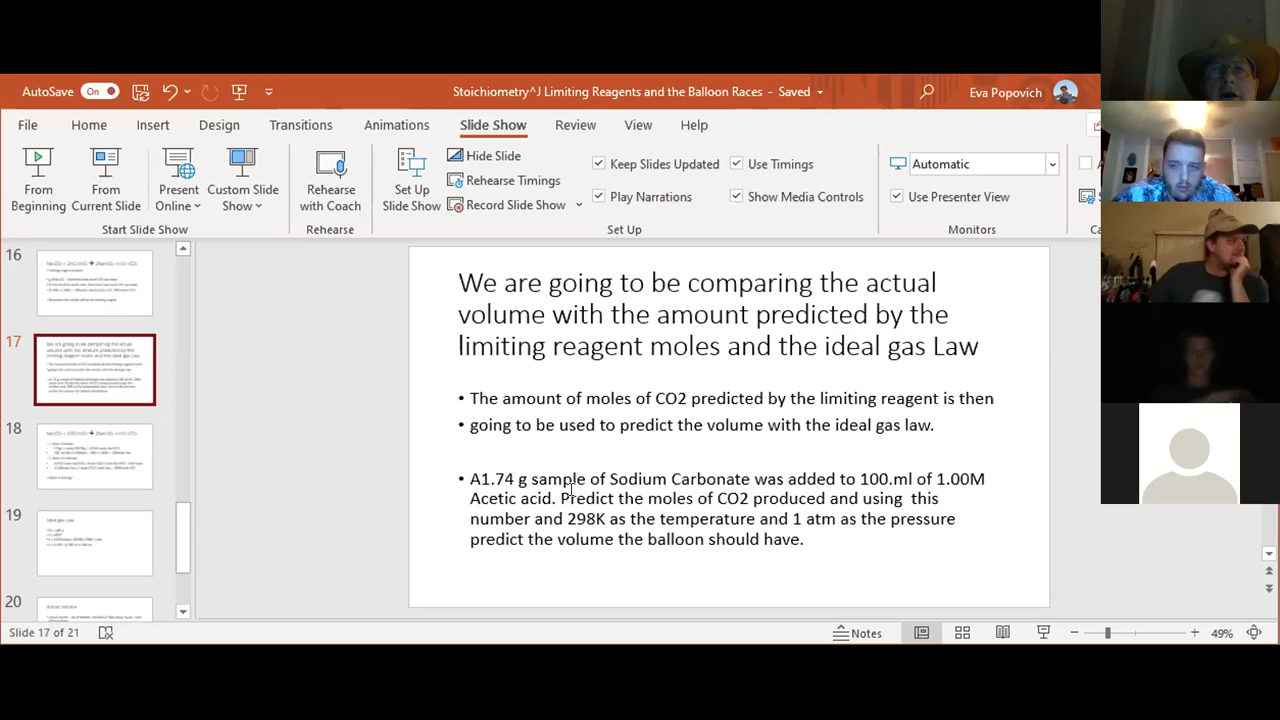 AutoSave On Stoichiometry^J Limiting Reagents and the Balloon Races - Saved Eva Popovich
File Home Insert Design Transitions Animations Slide Show Review View Help
From Beginning
From Current Slide
Present Online
Custom Slide Show
Start Slide Show
Rehearse with Coach
Rehearse
Set Up Slide Show
Hide Slide
Rehearse Timings
Record Slide Show
Keep Slides Updated
Use Timings
Play Narrations
Show Media Controls
Set Up
Automatic
Use Presenter View
Monitors
16
17
18
19
20
We are going to be comparing the actual
volume with the amount predicted by the
limiting reagent moles and the ideal gas Law
• The amount of moles of CO2 predicted by the limiting reagent is then
• going to be used to predict the volume with the ideal gas law.
• A1.74 g sample of Sodium Carbonate was added to 100.ml of 1.00M
Acetic acid. Predict the moles of CO2 produced and using this
number and 298K as the temperature and 1 atm as the pressure
predict the volume the balloon should have.
Slide 17 of 21 Notes 49%